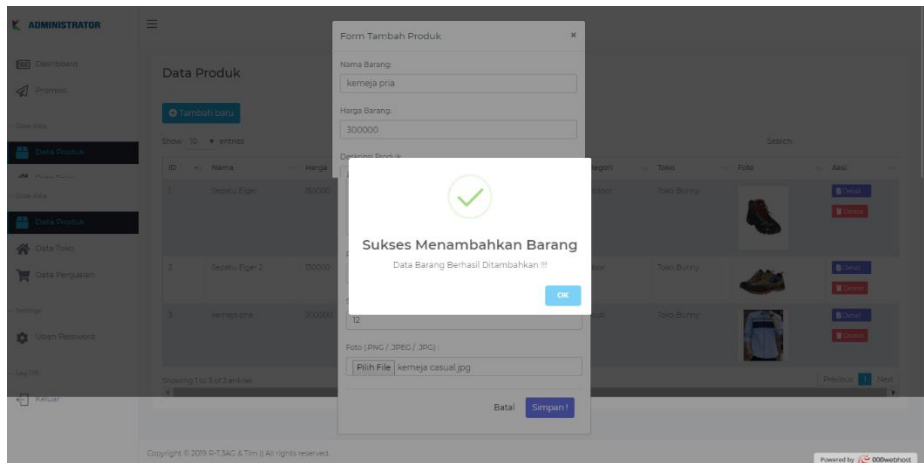 ADMINISTRATOR
Form Tambah Produk
×
Dashboard
Promosi
Data Produk
Nama Barang:
kemeja pria
Tambah baru
Harga Barang:
300000
Show 10 entries
Search:
Data Produk
ID
Nama
Harga
Toko
Foto
Aksi
1
Sepatu Eiger
Toko Bunny
Detail
Data Produk
Data Toko
Data Penjualan
Sukses Menambahkan Barang
Data Barang Berhasil Ditambahkan !!!
OK
2
Sepatu Eiger 2
Toko Bunny
Detail
Settings
Ubah Password
3
kemeja pria
300000
Toko Bunny
Detail
12
Foto (.PNG / .JPEG / .JPG) :
Pilih File kemeja casual.jpg
Showing 1 to 3 of 3 entries
Previous 1 Next
Keluar
Batal
Simpan !
Copyright © 2019 R-T.3AG & Tim || All rights reserved.
Powered by 000webhost